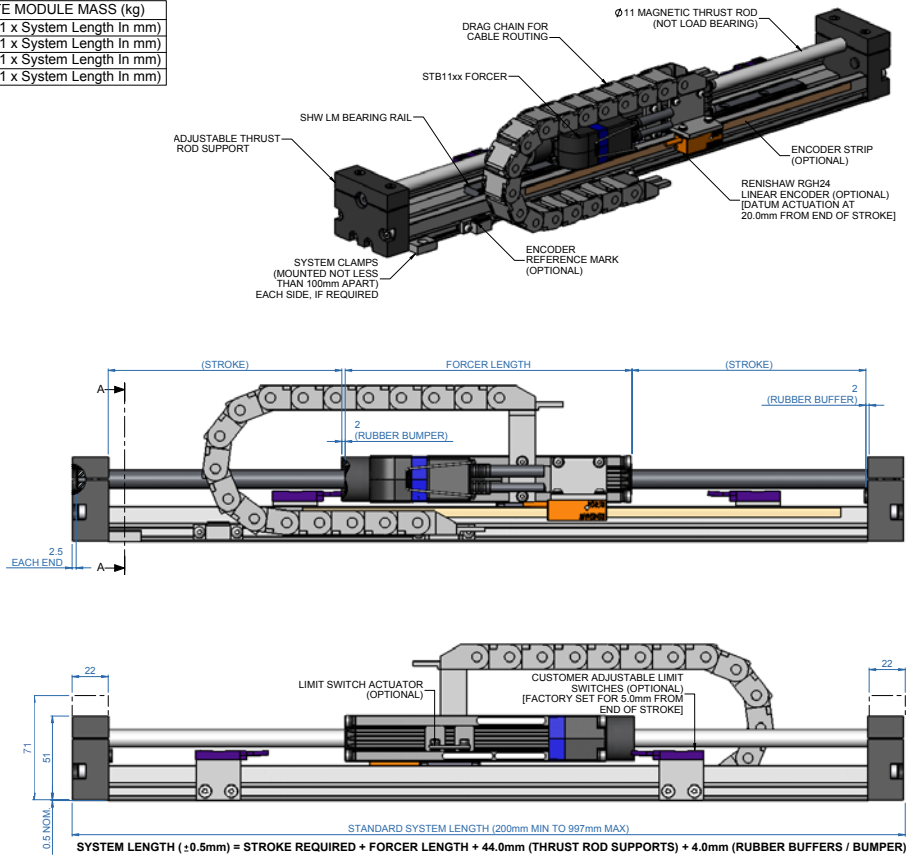 TE MODULE MASS (kg)
1 x System Length In mm)
1 x System Length In mm)
1 x System Length In mm)
1 x System Length In mm)
Ø11 MAGNETIC THRUST ROD
(NOT LOAD BEARING)
DRAG CHAIN FOR
CABLE ROUTING
STB11xx FORCER
SHW LM BEARING RAIL
ADJUSTABLE THRUST
ROD SUPPORT
ENCODER STRIP
(OPTIONAL)
RENISHAW RGH24
LINEAR ENCODER (OPTIONAL)
[DATUM ACTUATION AT
20.0mm FROM END OF STROKE]
ENCODER
REFERENCE MARK
(OPTIONAL)
SYSTEM CLAMPS
(MOUNTED NOT LESS
THAN 100mm APART)
EACH SIDE, IF REQUIRED
(STROKE)
FORCER LENGTH
(STROKE)
A
2
(RUBBER BUFFER)
2
(RUBBER BUMPER)
2.5
EACH END
A
22
22
LIMIT SWITCH ACTUATOR
(OPTIONAL)
CUSTOMER ADJUSTABLE LIMIT
SWITCHES (OPTIONAL)
[FACTORY SET FOR 5.0mm FROM
END OF STROKE]
71
51
0.5 NOM.
STANDARD SYSTEM LENGTH (200mm MIN TO 997mm MAX)
SYSTEM LENGTH (±0.5mm) = STROKE REQUIRED + FORCER LENGTH + 44.0mm (THRUST ROD SUPPORTS) + 4.0mm (RUBBER BUFFERS / BUMPER)